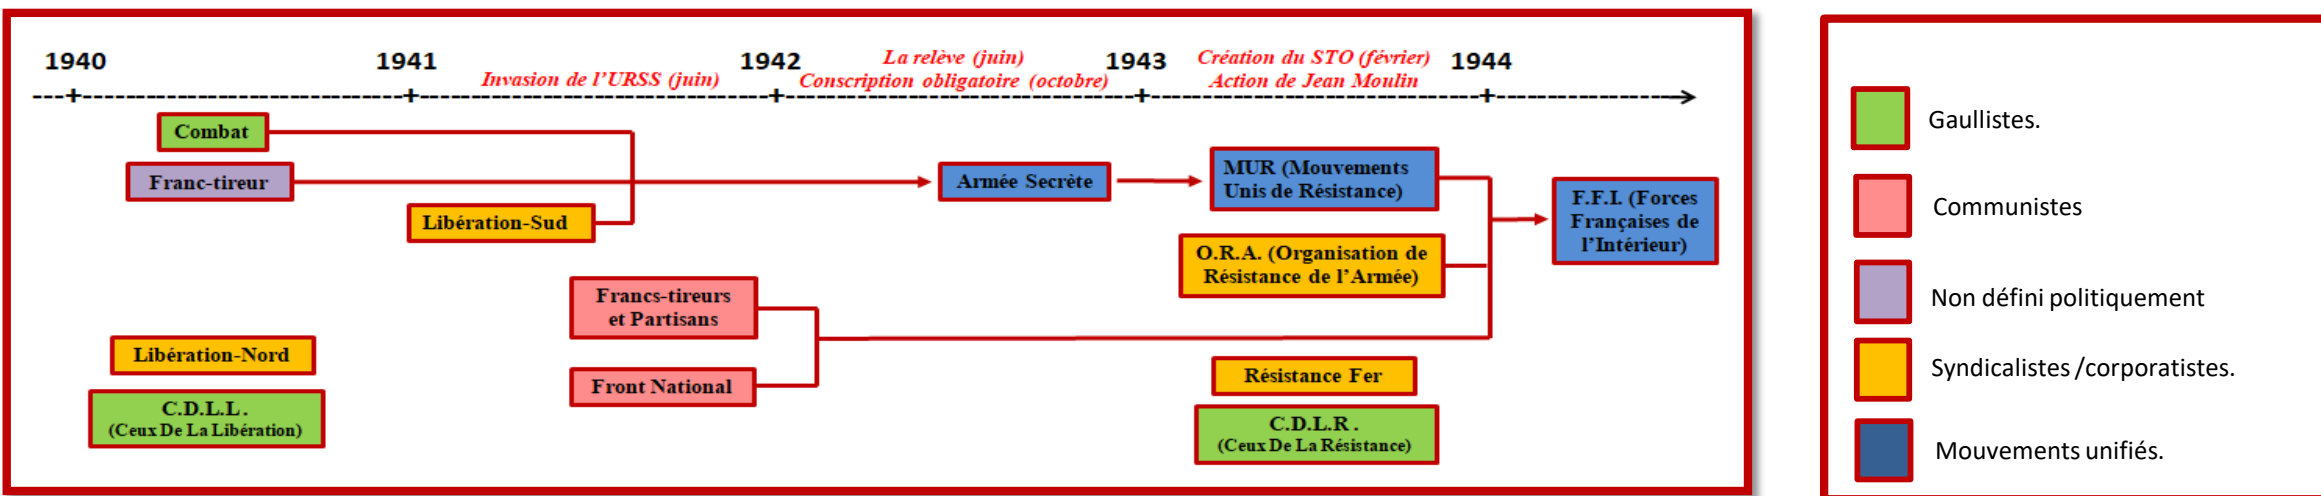 1940
1941
1942
1943
1944
Invasion de l'URSS (juin)
La relève (juin)
Conscription obligatoire (octobre)
Création du STO (février)
Action de Jean Moulin
Combat
Franc-tireur
Libération-Sud
Armée Secrète
MUR (Mouvements
Unis de Résistance)
F.F.I. (Forces
Françaises de
l'Intérieur)
O.R.A. (Organisation de
Résistance de l'Armée)
Francs-tireurs
et Partisans
Libération-Nord
Front National
Résistance Fer
C.D.L.L.
(Ceux De La Libération)
C.D.L.R.
(Ceux De La Résistance)
Gaullistes.
Communistes
Non défini politiquement
Syndicalistes /corporatistes.
Mouvements unifiés.